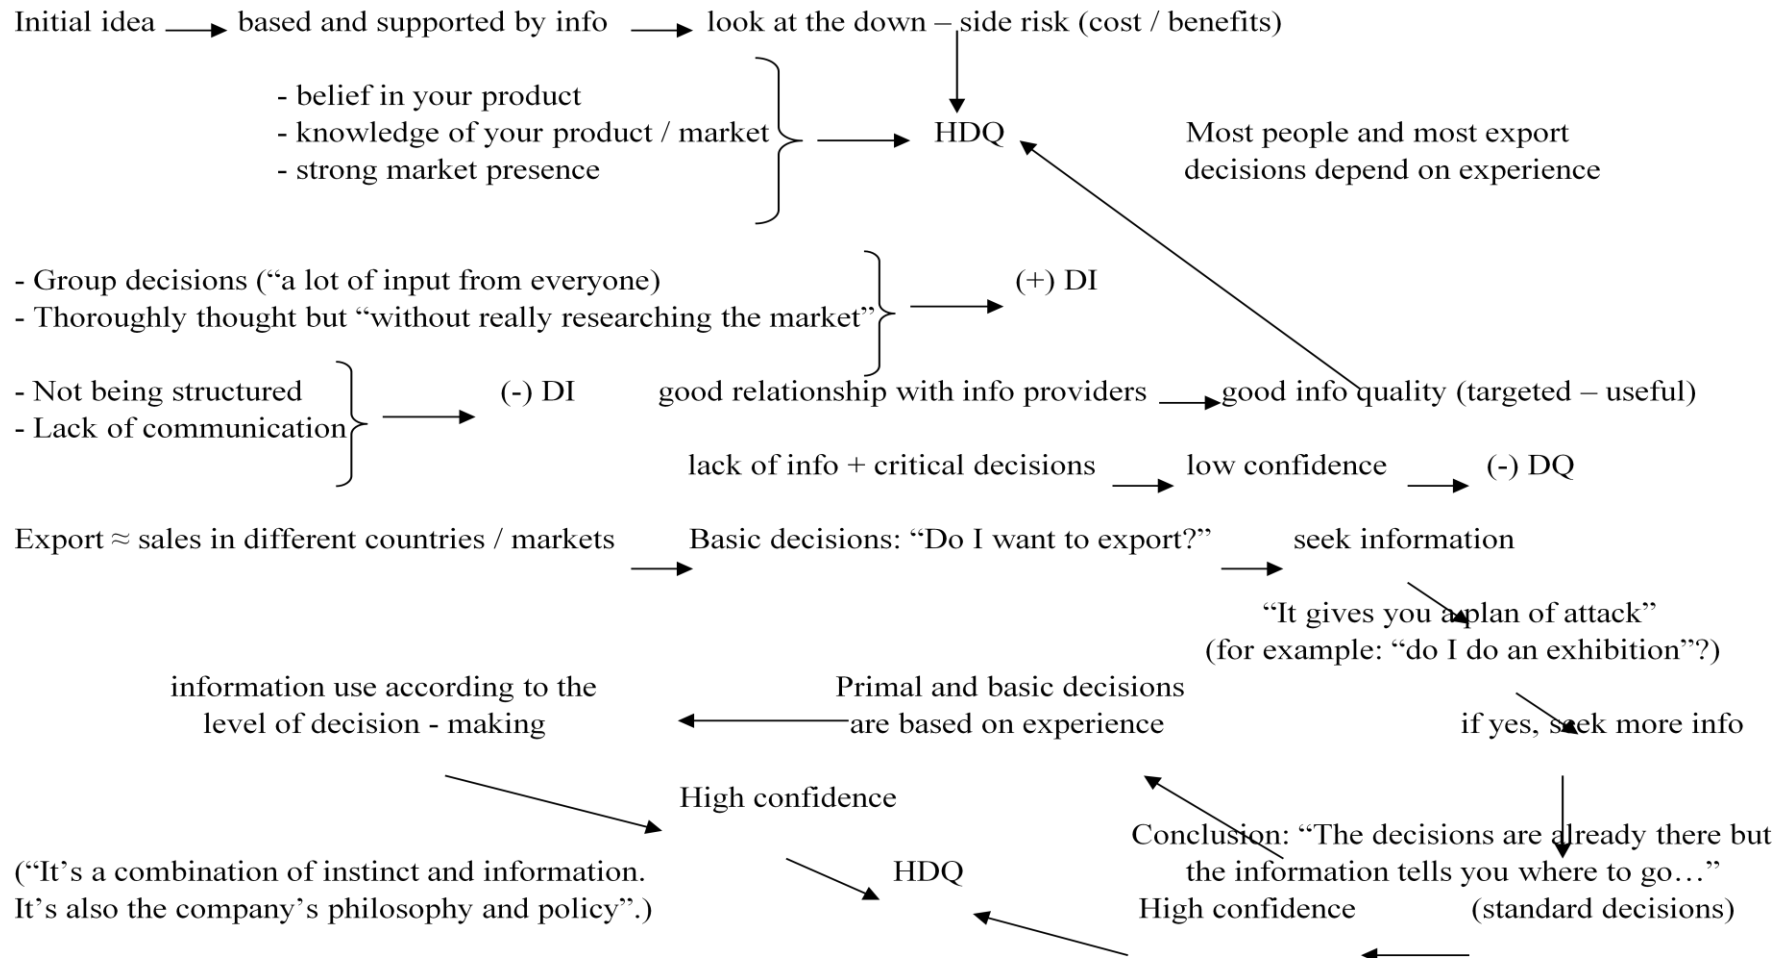 Initial idea based and supported by info look at the down – side risk (cost / benefits)
- belief in your product
- knowledge of your product / market HDQ Most people and most export
- strong market presence decisions depend on experience
- Group decisions (“a lot of input from everyone) (+) DI
- Thoroughly thought but “without really researching the market”
- Not being structured (-) DI good relationship with info providers good info quality (targeted – useful)
- Lack of communication
lack of info + critical decisions low confidence (-) DQ
Export ≈ sales in different countries / markets Basic decisions: “Do I want to export?” seek information
“It gives you a plan of attack”
(for example: “do I do an exhibition”?)
information use according to the Primal and basic decisions
level of decision - making are based on experience if yes, seek more info
High confidence
Conclusion: “The decisions are already there but
(“It’s a combination of instinct and information. HDQ the information tells you where to go…”
It’s also the company’s philosophy and policy”.) High confidence (standard decisions)